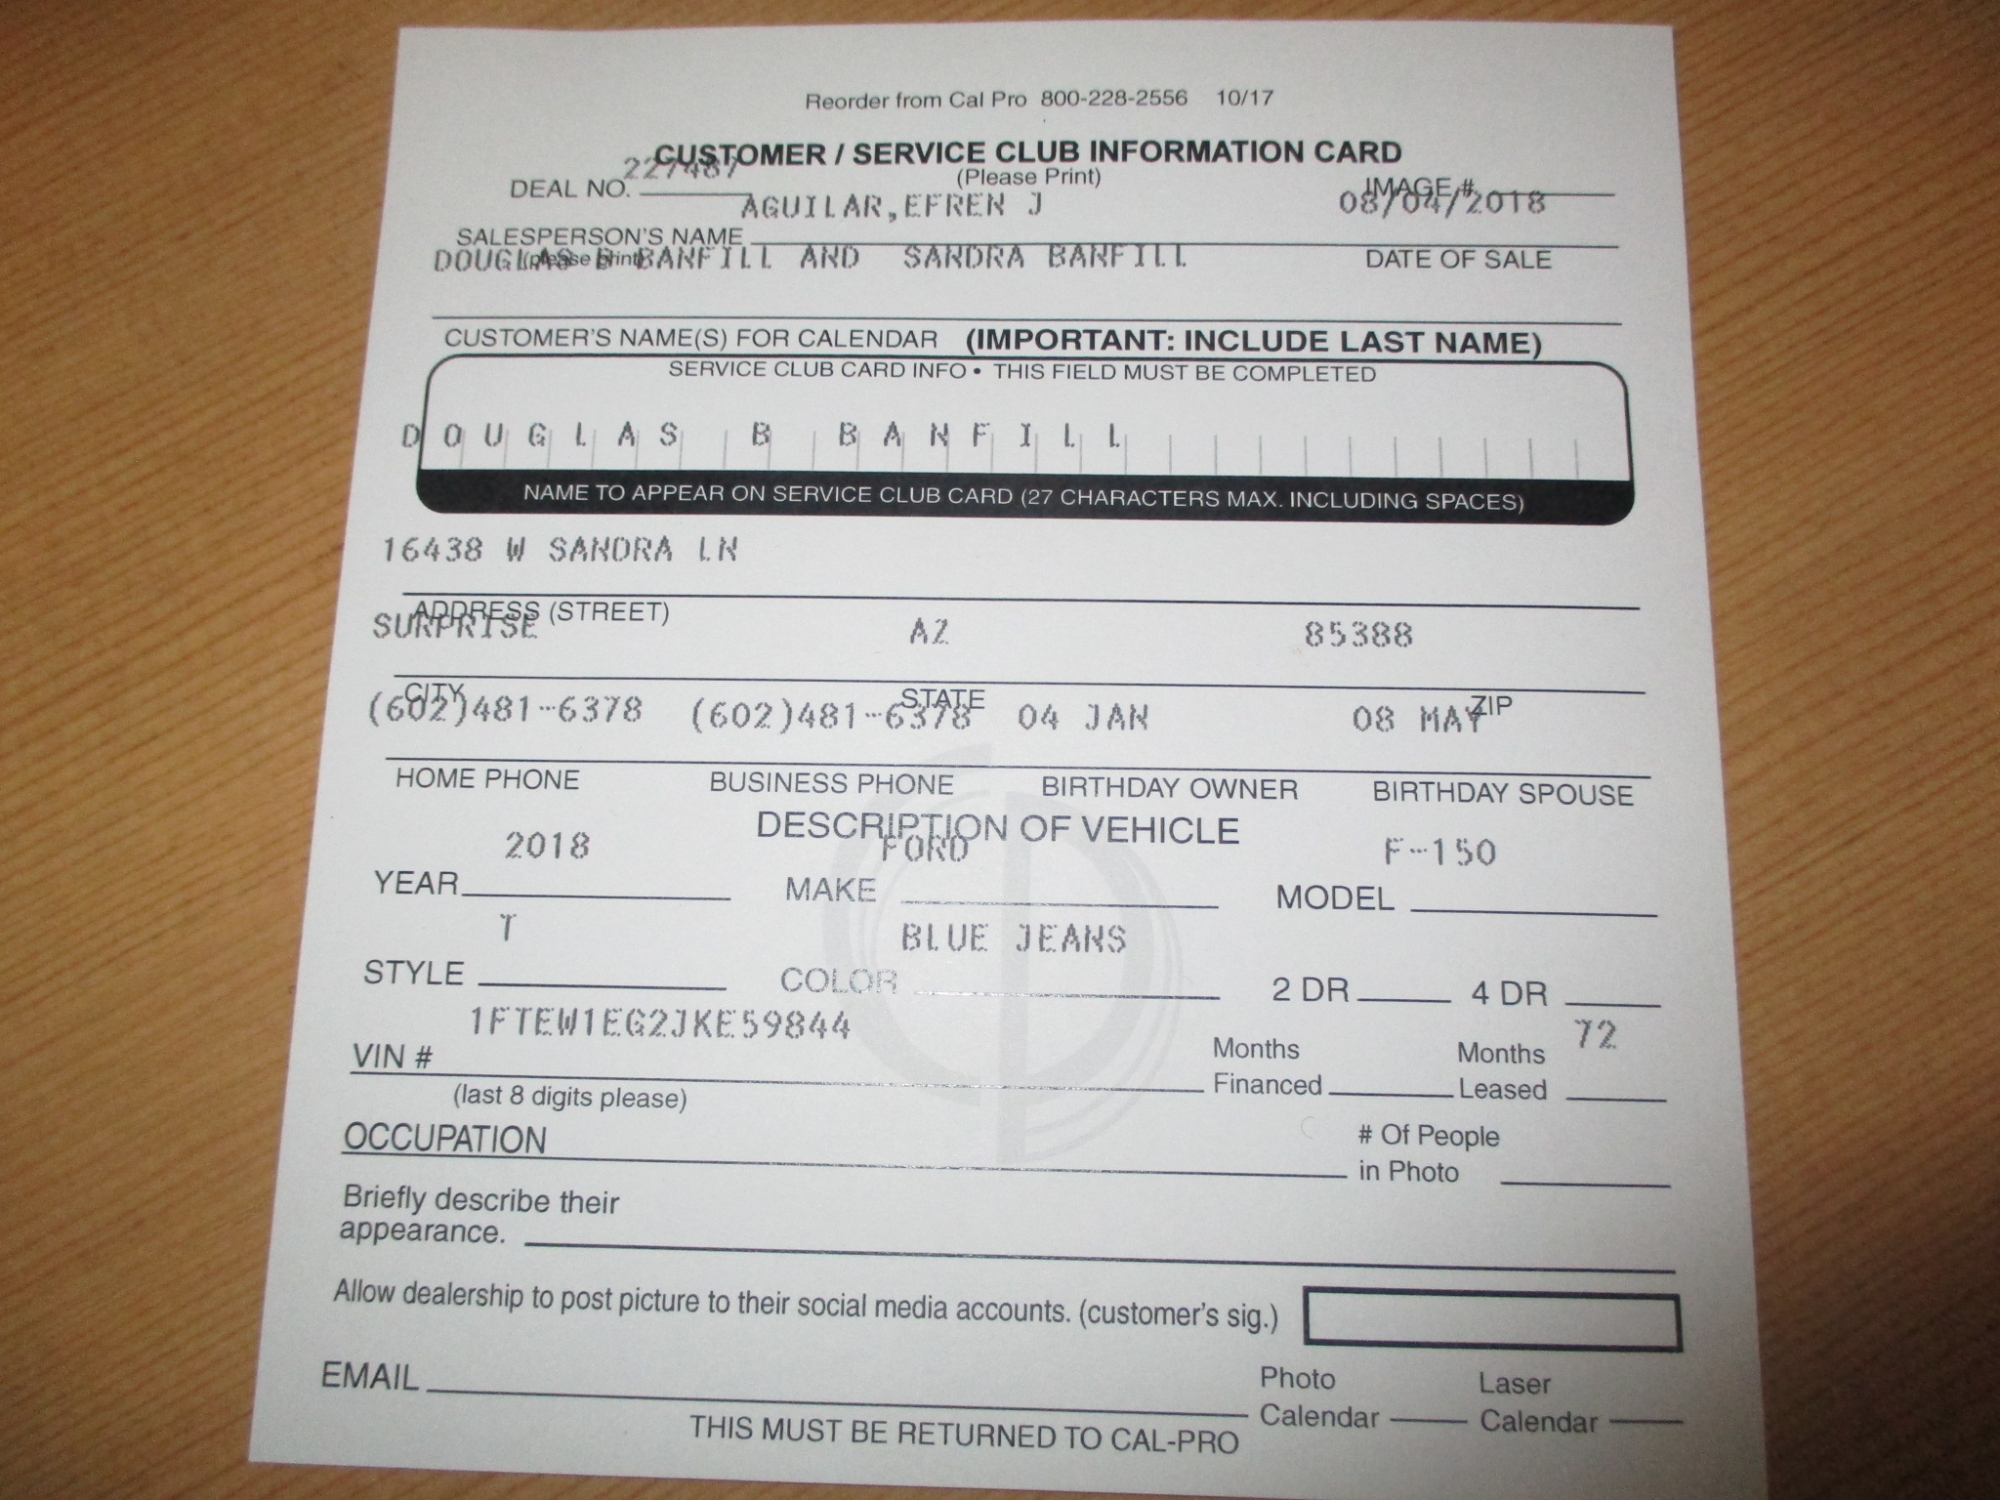 Reorder from Cal Pro 800-228-2556 10/17
CUSTOMER / SERVICE CLUB INFORMATION CARD
(Please Print)
DEAL NO. 227487 IMAGE #
AGUILAR,EFREN J 08/04/2018
SALESPERSON'S NAME
(please print) DATE OF SALE
DOUGLAS B BANFILL AND SANDRA BANFILL
CUSTOMER'S NAME(S) FOR CALENDAR (IMPORTANT: INCLUDE LAST NAME)
SERVICE CLUB CARD INFO • THIS FIELD MUST BE COMPLETED
DOUGLAS B BANFILL
NAME TO APPEAR ON SERVICE CLUB CARD (27 CHARACTERS MAX. INCLUDING SPACES)
16438 W SANDRA LN
ADDRESS (STREET)
SURPRISE AZ 85388
CITY STATE ZIP
(602)481-6378 (602)481-6378 04 JAN 08 MAY
HOME PHONE BUSINESS PHONE BIRTHDAY OWNER BIRTHDAY SPOUSE
DESCRIPTION OF VEHICLE
2018 FORD F-150
YEAR MAKE MODEL
T BLUE JEANS
STYLE COLOR 2 DR 4 DR
1FTEW1EG2JKE59844 72
VIN # Months Financed Months Leased
(last 8 digits please)
OCCUPATION # Of People in Photo
Briefly describe their
appearance.
Allow dealership to post picture to their social media accounts. (customer's sig.)
EMAIL Photo Calendar Laser Calendar
THIS MUST BE RETURNED TO CAL-PRO